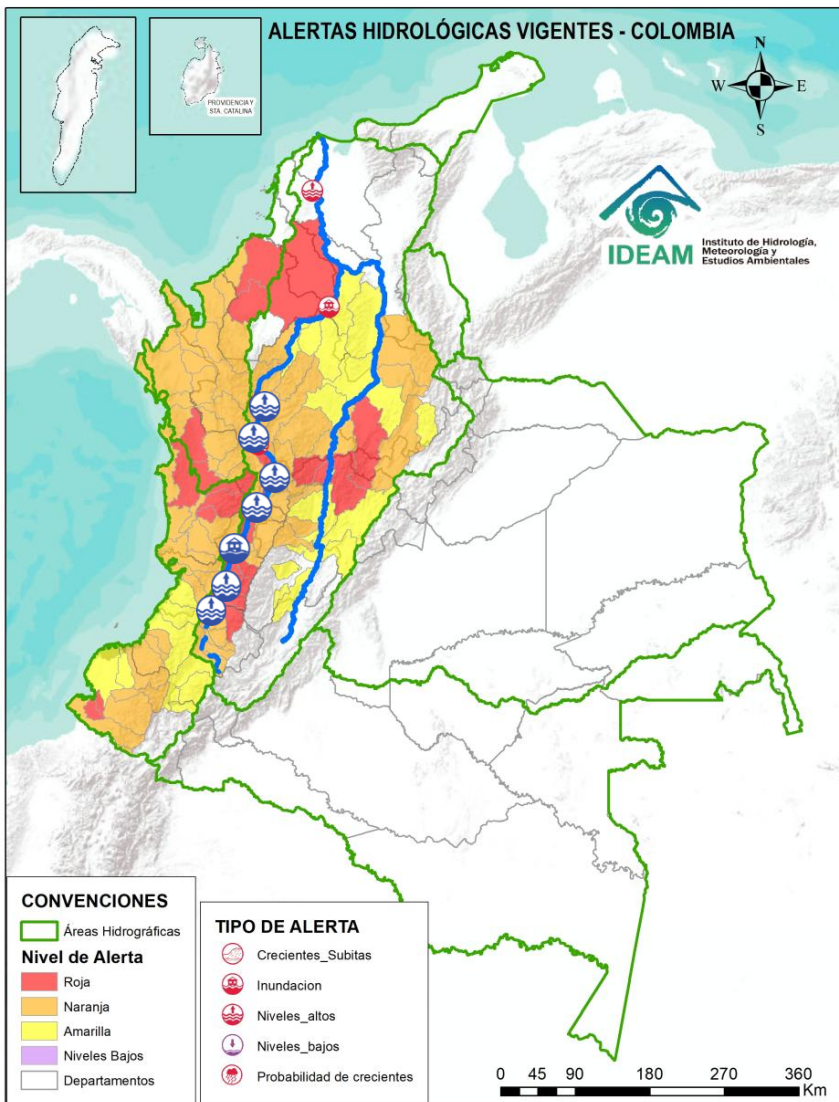 ALERTAS HIDROLÓGICAS VIGENTES - COLOMBIA
PROVIDENCIA Y
STA. CATALINA
N
W
E
S
IDEAM
Instituto de Hidrología,
Meteorología y
Estudios Ambientales
CONVENCIONES
Áreas Hidrográficas
Nivel de Alerta
Roja
Naranja
Amarilla
Niveles Bajos
Departamentos
TIPO DE ALERTA
Crecientes_Subitas
Inundacion
Niveles_altos
Niveles_bajos
Probabilidad de crecientes
0 45 90 180 270 360
Km